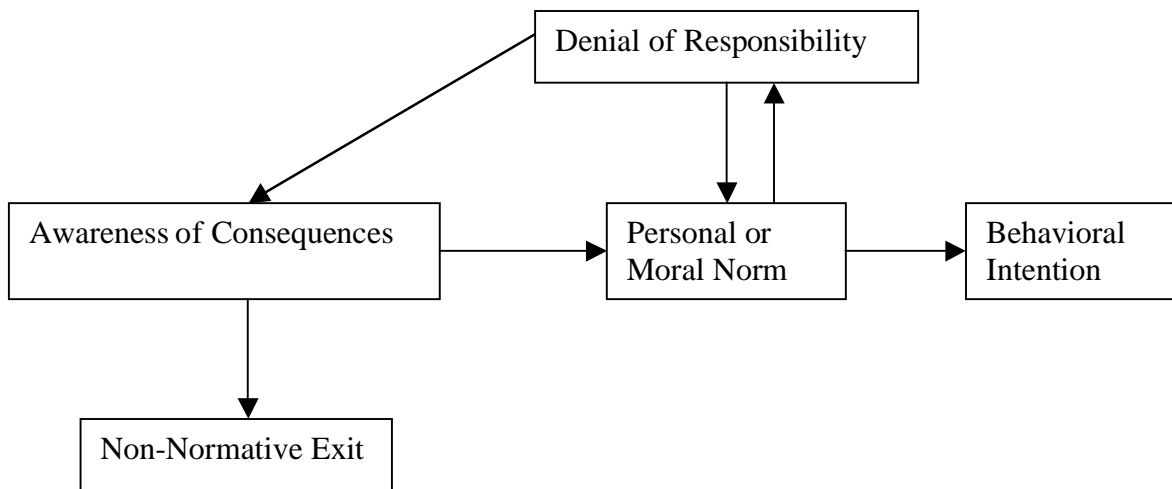 Denial of Responsibility
Awareness of Consequences
Personal or
Moral Norm
Behavioral
Intention
Non-Normative Exit